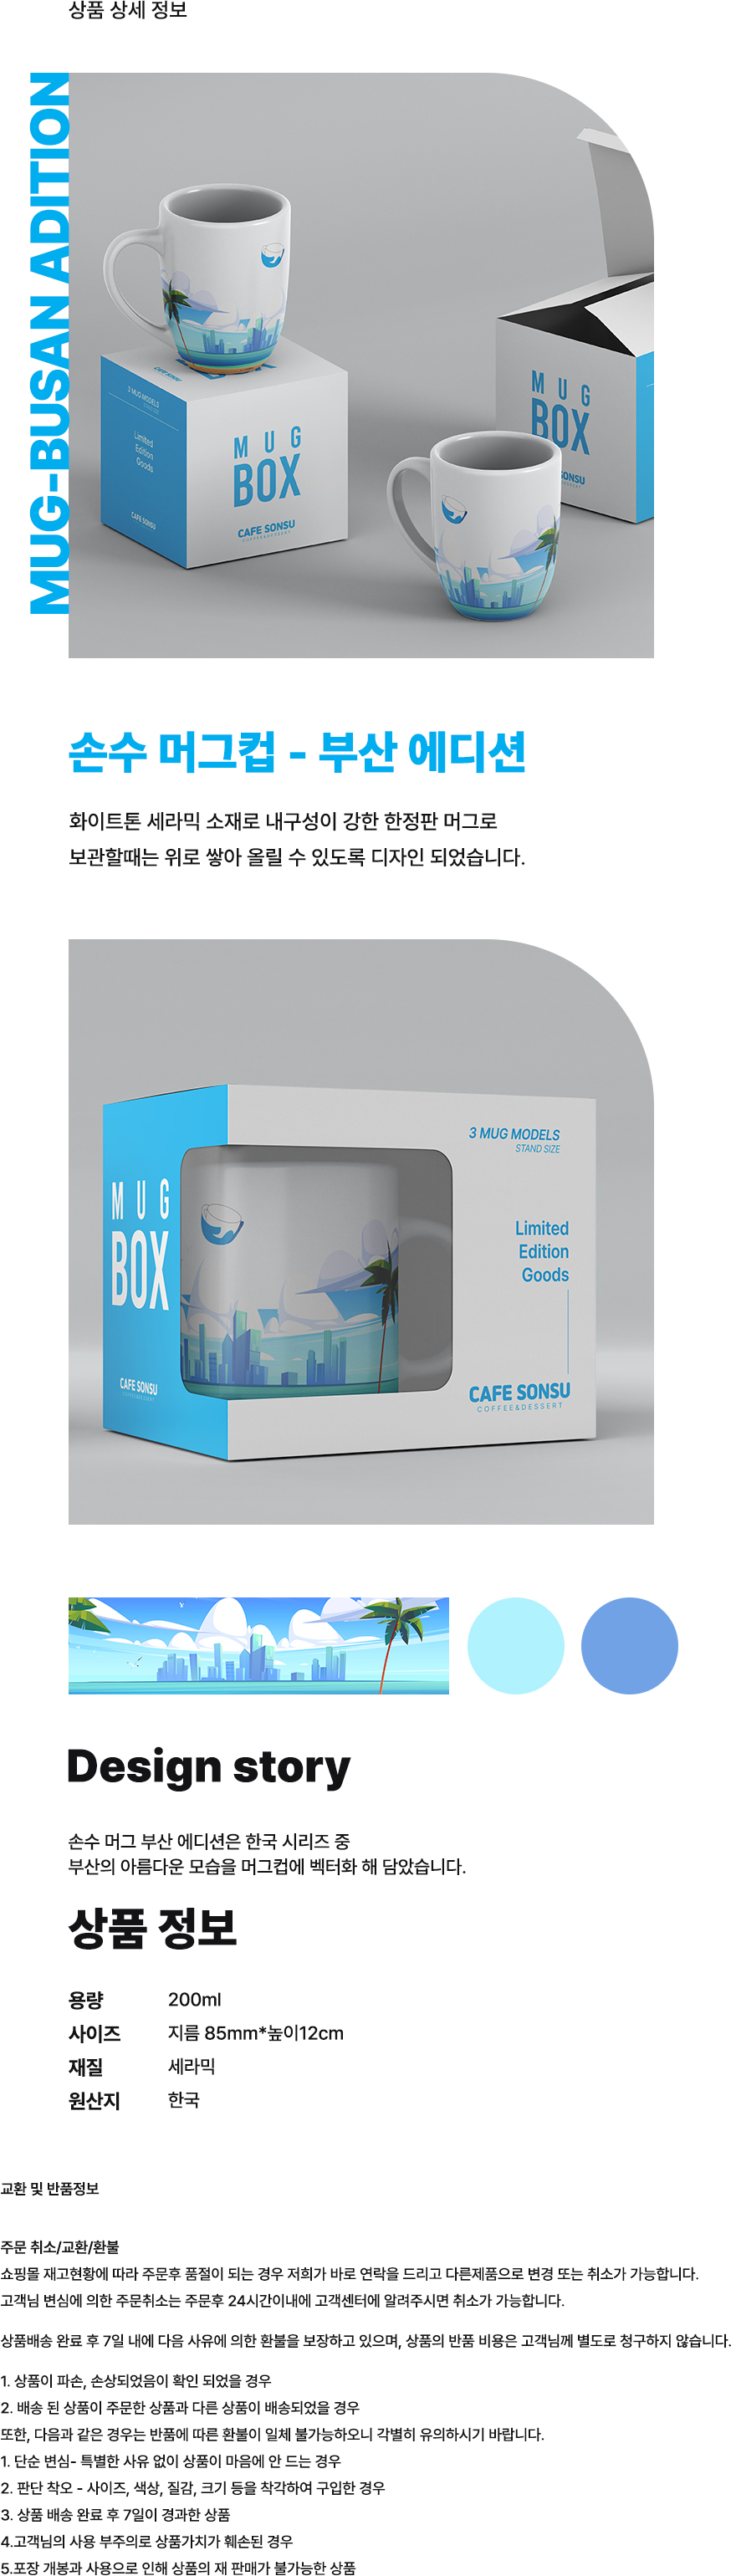 상품 상세 정보
MUG-BUSAN ADITION
CAFE SONSU
3 MUG MODELS
Limited
Edition
Goods
CAFE SONSU
MUG
BOX
CAFE SONSU
COFFEE&DESSERT
MUG
BOX
SONSU
손수 머그컵 - 부산 에디션
화이트톤 세라믹 소재로 내구성이 강한 한정판 머그로
보관할때는 위로 쌓아 올릴 수 있도록 디자인 되었습니다.
MUG
BOX
CAFE SONSU
COFFEE&DESSERT
3 MUG MODELS
STAND SIZE
Limited
Edition
Goods
CAFE SONSU
COFFEE&DESSERT
Design story
손수 머그 부산 에디션은 한국 시리즈 중
부산의 아름다운 모습을 머그컵에 벡터화 해 담았습니다.
상품 정보
용량 200ml
사이즈 지름 85mm*높이12cm
재질 세라믹
원산지 한국
교환 및 반품정보
주문 취소/교환/환불
쇼핑몰 재고현황에 따라 주문후 품절이 되는 경우 저희가 바로 연락을 드리고 다른제품으로 변경 또는 취소가 가능합니다.
고객님 변심에 의한 주문취소는 주문후 24시간이내에 고객센터에 알려주시면 취소가 가능합니다.
상품배송 완료 후 7일 내에 다음 사유에 의한 환불을 보장하고 있으며, 상품의 반품 비용은 고객님께 별도로 청구하지 않습니다.
1. 상품이 파손, 손상되었음이 확인 되었을 경우
2. 배송 된 상품이 주문한 상품과 다른 상품이 배송되었을 경우
또한, 다음과 같은 경우는 반품에 따른 환불이 일체 불가능하오니 각별히 유의하시기 바랍니다.
1. 단순 변심- 특별한 사유 없이 상품이 마음에 안 드는 경우
2. 판단 착오 - 사이즈, 색상, 질감, 크기 등을 착각하여 구입한 경우
3. 상품 배송 완료 후 7일이 경과한 상품
4.고객님의 사용 부주의로 상품가치가 훼손된 경우
5.포장 개봉과 사용으로 인해 상품의 재 판매가 불가능한 상품